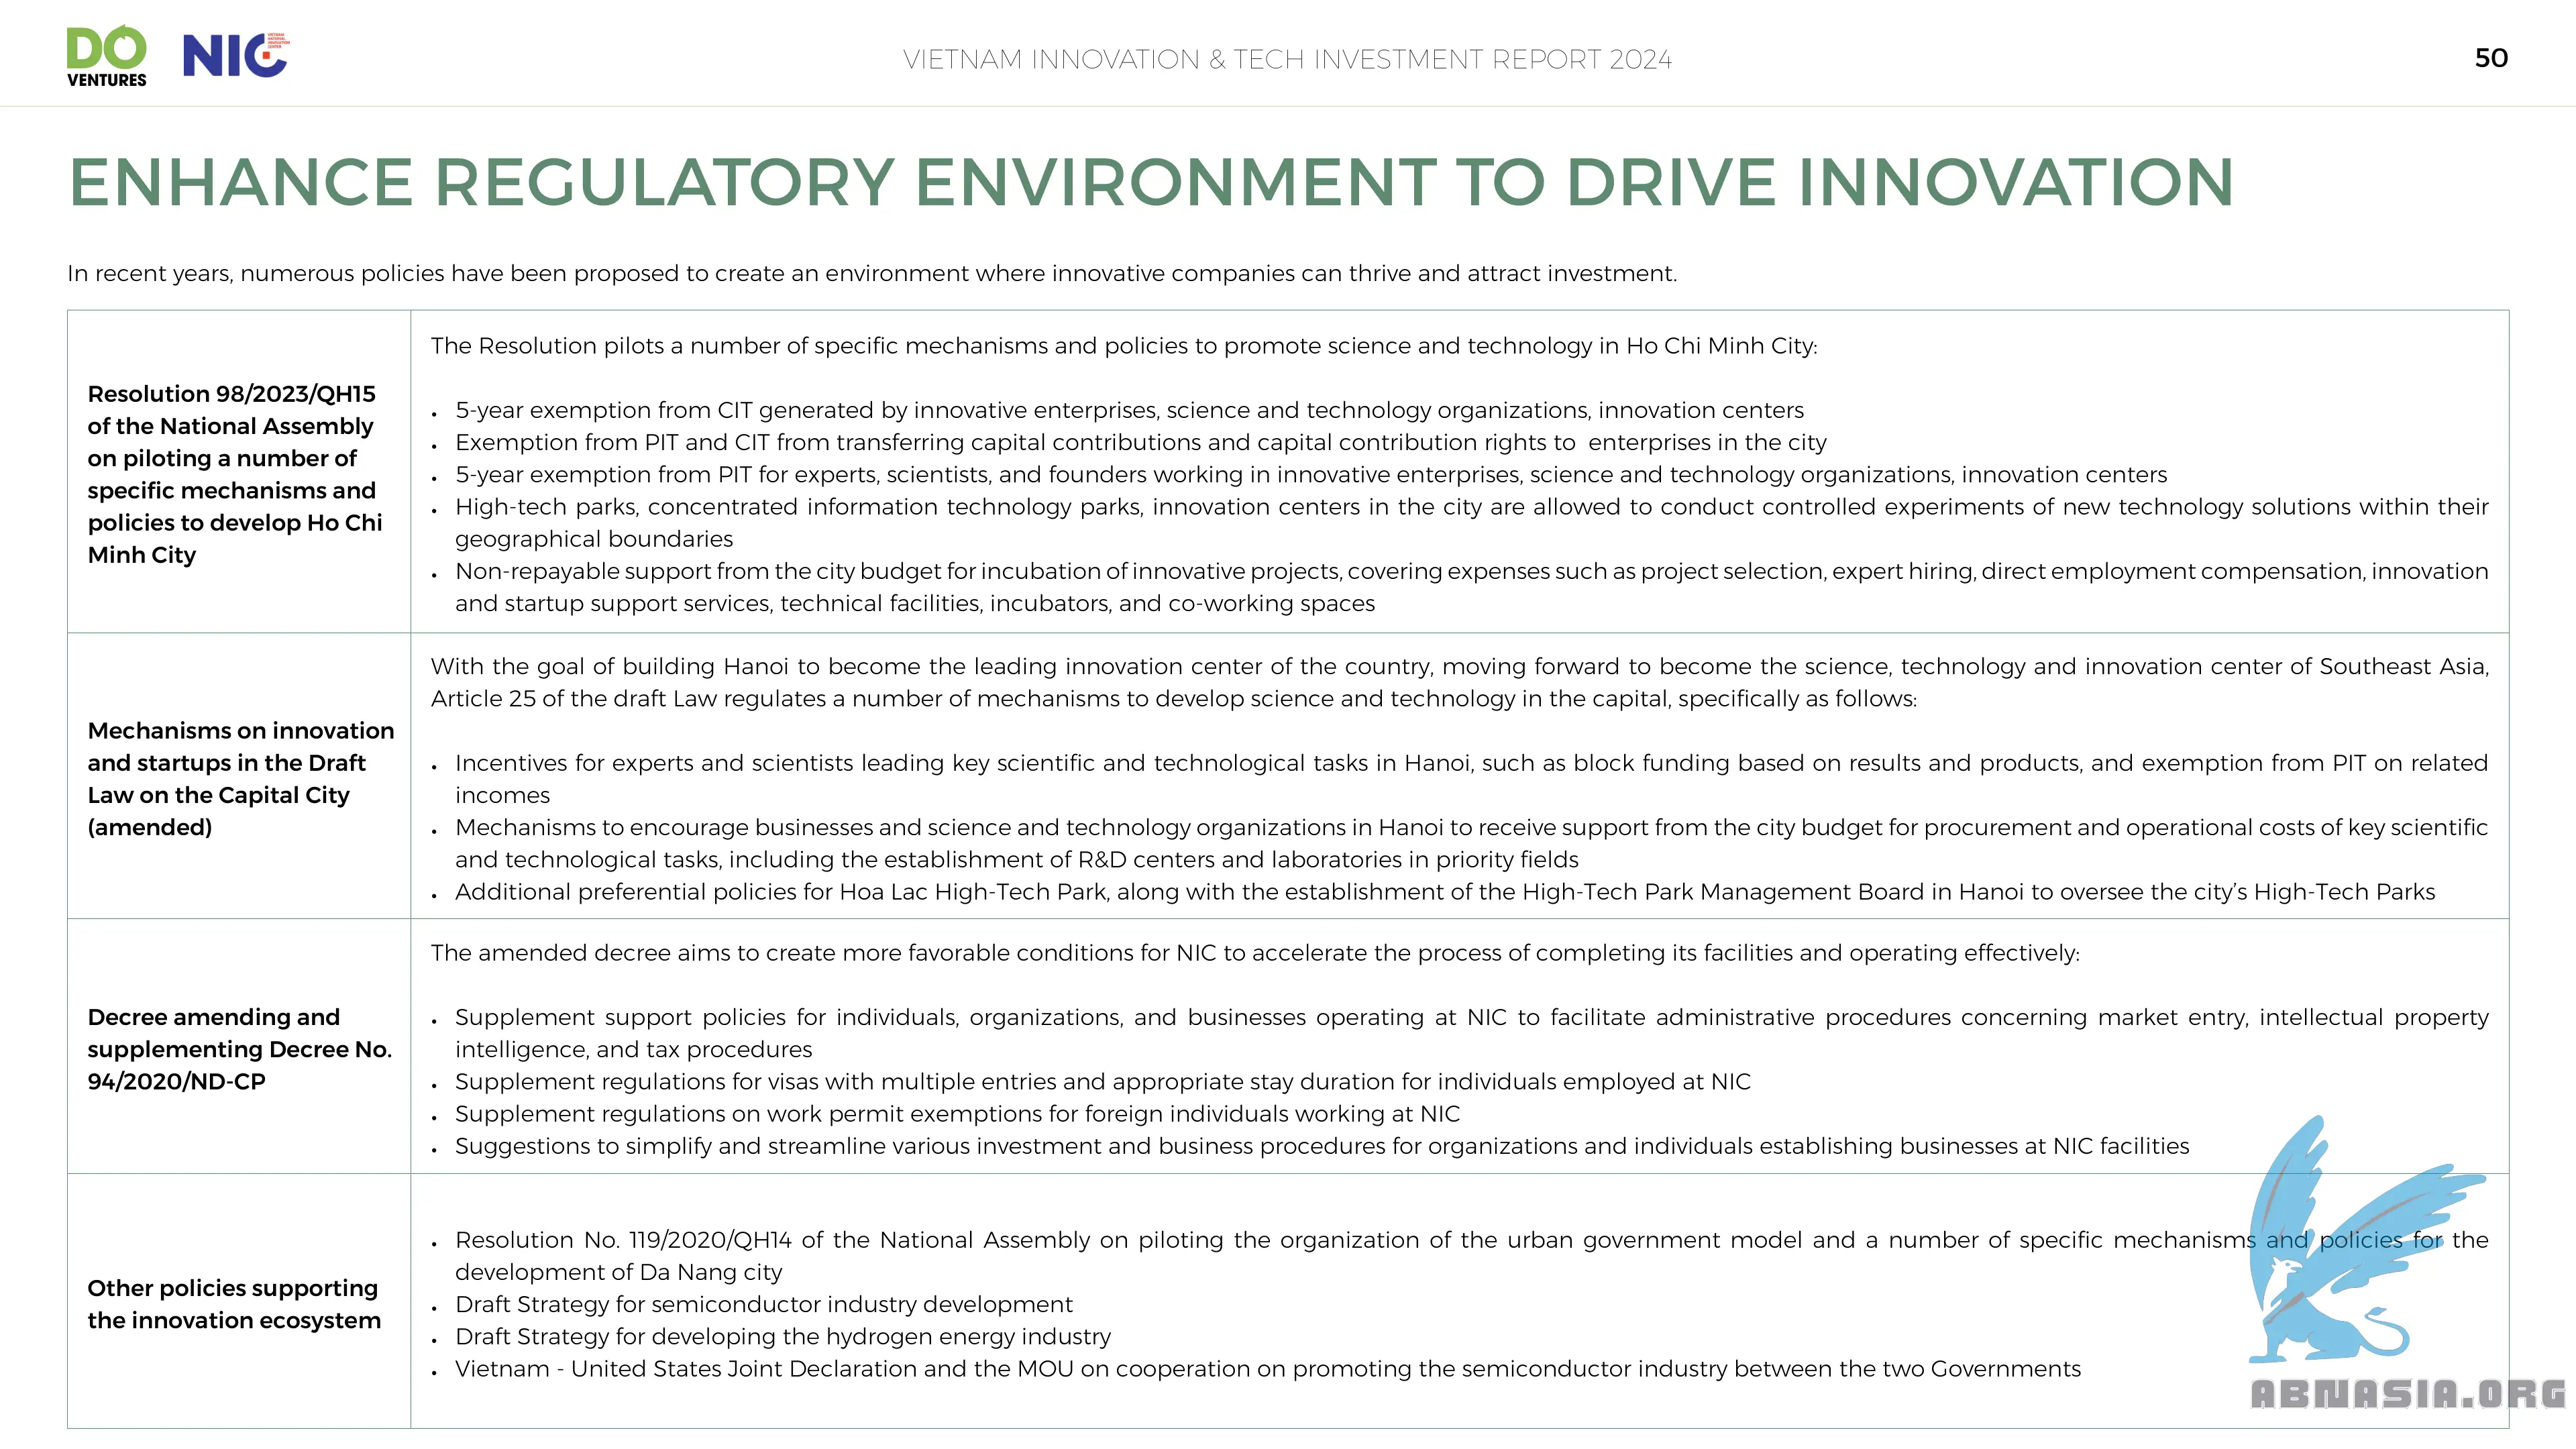 DO
VENTURES
NIC
VIETNAM
NATIONAL
INNOVATION
CENTER
VIETNAM INNOVATION & TECH INVESTMENT REPORT 2024
50
ENHANCE REGULATORY ENVIRONMENT TO DRIVE INNOVATION
In recent years, numerous policies have been proposed to create an environment where innovative companies can thrive and attract investment.
Resolution 98/2023/QH15
of the National Assembly
on piloting a number of
specific mechanisms and
policies to develop Ho Chi
Minh City
The Resolution pilots a number of specific mechanisms and policies to promote science and technology in Ho Chi Minh City:
• 5-year exemption from CIT generated by innovative enterprises, science and technology organizations, innovation centers
• Exemption from PIT and CIT from transferring capital contributions and capital contribution rights to enterprises in the city
• 5-year exemption from PIT for experts, scientists, and founders working in innovative enterprises, science and technology organizations, innovation centers
• High-tech parks, concentrated information technology parks, innovation centers in the city are allowed to conduct controlled experiments of new technology solutions within their
geographical boundaries
• Non-repayable support from the city budget for incubation of innovative projects, covering expenses such as project selection, expert hiring, direct employment compensation, innovation
and startup support services, technical facilities, incubators, and co-working spaces
Mechanisms on innovation
and startups in the Draft
Law on the Capital City
(amended)
With the goal of building Hanoi to become the leading innovation center of the country, moving forward to become the science, technology and innovation center of Southeast Asia,
Article 25 of the draft Law regulates a number of mechanisms to develop science and technology in the capital, specifically as follows:
• Incentives for experts and scientists leading key scientific and technological tasks in Hanoi, such as block funding based on results and products, and exemption from PIT on related
incomes
• Mechanisms to encourage businesses and science and technology organizations in Hanoi to receive support from the city budget for procurement and operational costs of key scientific
and technological tasks, including the establishment of R&D centers and laboratories in priority fields
• Additional preferential policies for Hoa Lac High-Tech Park, along with the establishment of the High-Tech Park Management Board in Hanoi to oversee the city's High-Tech Parks
Decree amending and
supplementing Decree No.
94/2020/ND-CP
The amended decree aims to create more favorable conditions for NIC to accelerate the process of completing its facilities and operating effectively:
• Supplement support policies for individuals, organizations, and businesses operating at NIC to facilitate administrative procedures concerning market entry, intellectual property
intelligence, and tax procedures
• Supplement regulations for visas with multiple entries and appropriate stay duration for individuals employed at NIC
• Supplement regulations on work permit exemptions for foreign individuals working at NIC
• Suggestions to simplify and streamline various investment and business procedures for organizations and individuals establishing businesses at NIC facilities
Other policies supporting
the innovation ecosystem
• Resolution No. 119/2020/QH14 of the National Assembly on piloting the organization of the urban government model and a number of specific mechanisms and policies for the
development of Da Nang city
• Draft Strategy for semiconductor industry development
• Draft Strategy for developing the hydrogen energy industry
• Vietnam - United States Joint Declaration and the MOU on cooperation on promoting the semiconductor industry between the two Governments
ABNASIA.ORG